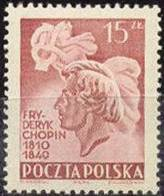 15 ZŁ
FRY-
DERYK
CHOPIN
1810
1849
POCZTA POLSKA